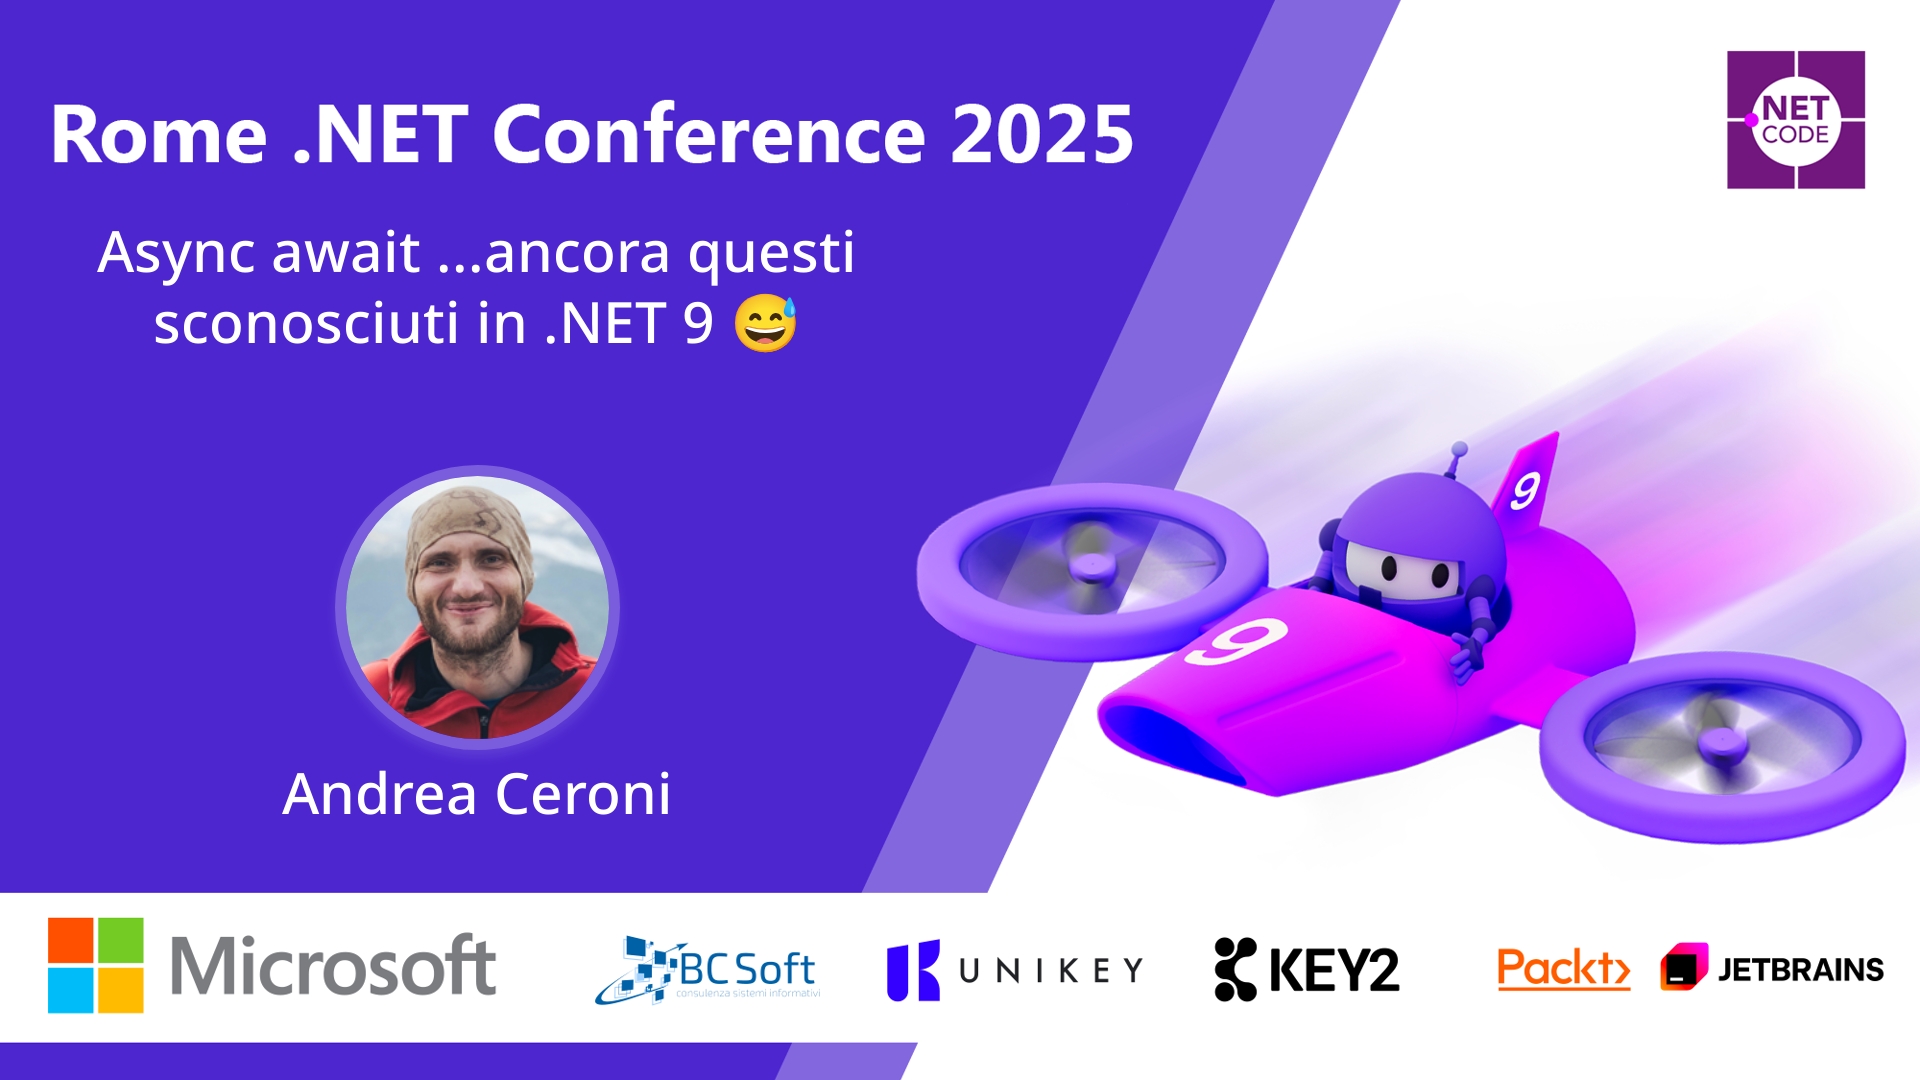 Rome .NET Conference 2025
NET
CODE
Async await ...ancora questi
sconosciuti in .NET 9 😅
9
9
Andrea Ceroni
Microsoft
BC Soft
consulenza sistemi informativi
UNIKEY
KEY2
Packt>
JETBRAINS